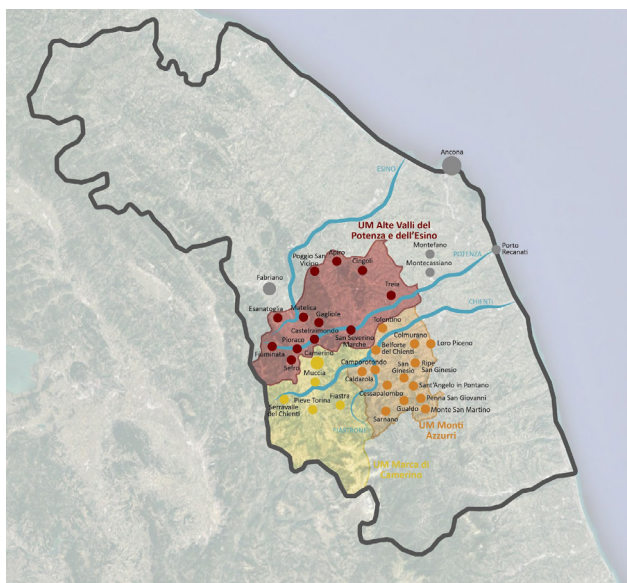 Ancona
ESINO
UM Alte Valli del
Potenza e dell'Esino
Montefano
Porto
Recanati
POTENZA
Apiro
Poggio San
Vicino
Cingoli
Montecassiano
Fabriano
Treia
CHIENTI
Esanatoglia
Matelica
Gagliole
Tolentino
Castelraimondo
San Severino
Marche
Colmurano
Loro Piceno
Pioraco
Belforte
del Chienti
Fiuminata
Camerino
Camporotondo
San
Ginesio
Ripe
San Ginesio
Sefro
Muccia
Caldarola
Sant'Angelo in Pontano
Cessapalombo
Penna San Giovanni
Serravalle
del Chienti
Pieve Torina
Fiastra
Gualdo
Monte San Martino
Sarnano
FIASTRONE
UM Monti
Azzurri
UM Marca di
Camerino